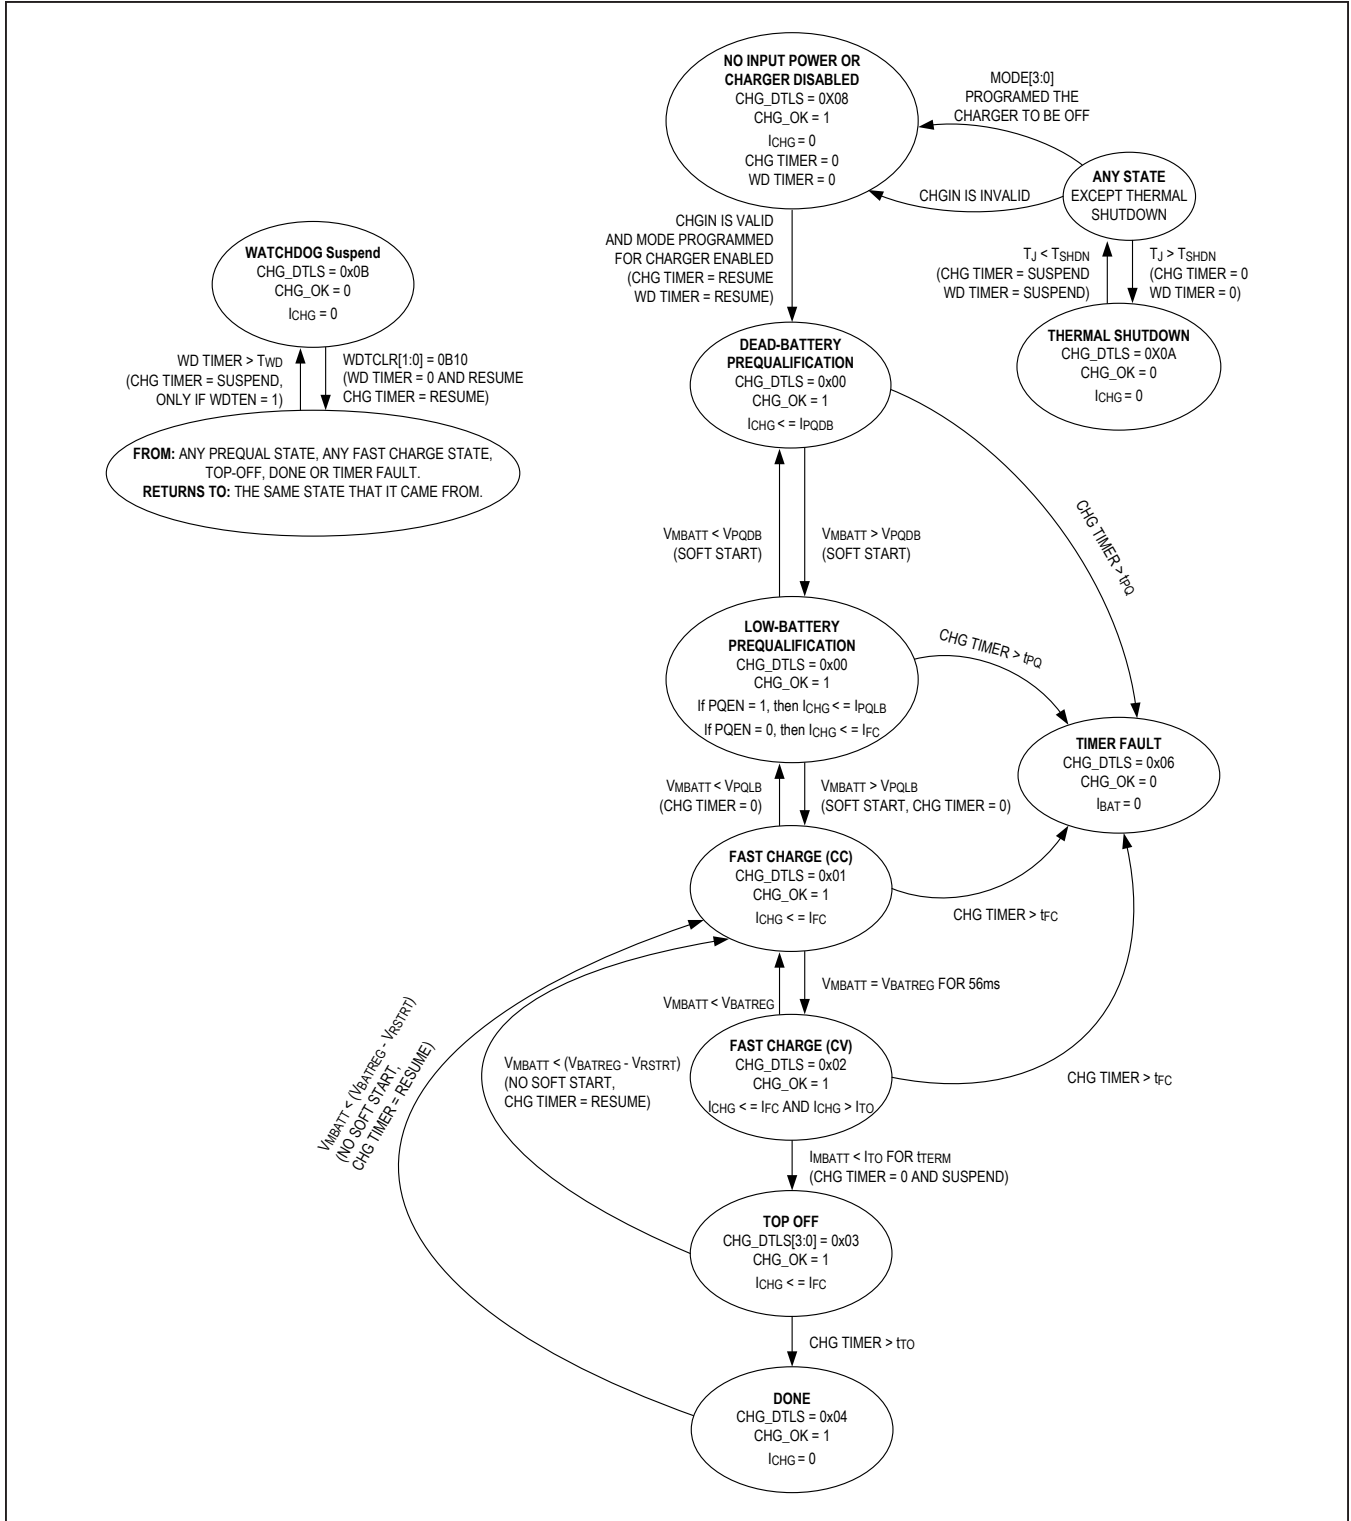 NO INPUT POWER OR
CHARGER DISABLED
CHG_DTLS = 0X08
CHG_OK = 1
ICHG = 0
CHG TIMER = 0
WD TIMER = 0
MODE[3:0]
PROGRAMED THE
CHARGER TO BE OFF
ANY STATE
EXCEPT THERMAL
SHUTDOWN
CHGIN IS INVALID
CHGIN IS VALID
AND MODE PROGRAMMED
FOR CHARGER ENABLED
(CHG TIMER = RESUME
WD TIMER = RESUME)
TJ < TSHDN
(CHG TIMER = SUSPEND
WD TIMER = SUSPEND)
TJ > TSHDN
(CHG TIMER = 0
WD TIMER = 0)
THERMAL SHUTDOWN
CHG_DTLS = 0X0A
CHG_OK = 0
ICHG = 0
WATCHDOG Suspend
CHG_DTLS = 0x0B
CHG_OK = 0
ICHG = 0
WD TIMER > TWD
(CHG TIMER = SUSPEND,
ONLY IF WDTEN = 1)
WDTCLR[1:0] = 0B10
(WD TIMER = 0 AND RESUME
CHG TIMER = RESUME)
FROM: ANY PREQUAL STATE, ANY FAST CHARGE STATE,
TOP-OFF, DONE OR TIMER FAULT.
RETURNS TO: THE SAME STATE THAT IT CAME FROM.
DEAD-BATTERY
PREQUALIFICATION
CHG_DTLS = 0x00
CHG_OK = 1
ICHG < = IPQDB
VMBATT < VPQDB
(SOFT START)
VMBATT > VPQDB
(SOFT START)
CHG TIMER > tPQ
LOW-BATTERY
PREQUALIFICATION
CHG_DTLS = 0x00
CHG_OK = 1
If PQEN = 1, then ICHG < = IPQLB
If PQEN = 0, then ICHG < = IFC
CHG TIMER > tPQ
TIMER FAULT
CHG_DTLS = 0x06
CHG_OK = 0
IBAT = 0
VMBATT < VPQLB
(CHG TIMER = 0)
VMBATT > VPQLB
(SOFT START, CHG TIMER = 0)
FAST CHARGE (CC)
CHG_DTLS = 0x01
CHG_OK = 1
ICHG < = IFC
CHG TIMER > tFC
VMBATT < VBATREG
VMBATT = VBATREG FOR 56ms
FAST CHARGE (CV)
CHG_DTLS = 0x02
CHG_OK = 1
ICHG < = IFC AND ICHG > ITO
CHG TIMER > tFC
VMBATT < (VBATREG - VRSTRT)
(NO SOFT START,
CHG TIMER = RESUME)
VMBATT < (VBATREG - VRSTRT)
(NO SOFT START,
CHG TIMER = RESUME)
IMBATT < ITO FOR tTERM
(CHG TIMER = 0 AND SUSPEND)
TOP OFF
CHG_DTLS[3:0] = 0x03
CHG_OK = 1
ICHG < = IFC
CHG TIMER > tTO
DONE
CHG_DTLS = 0x04
CHG_OK = 1
ICHG = 0